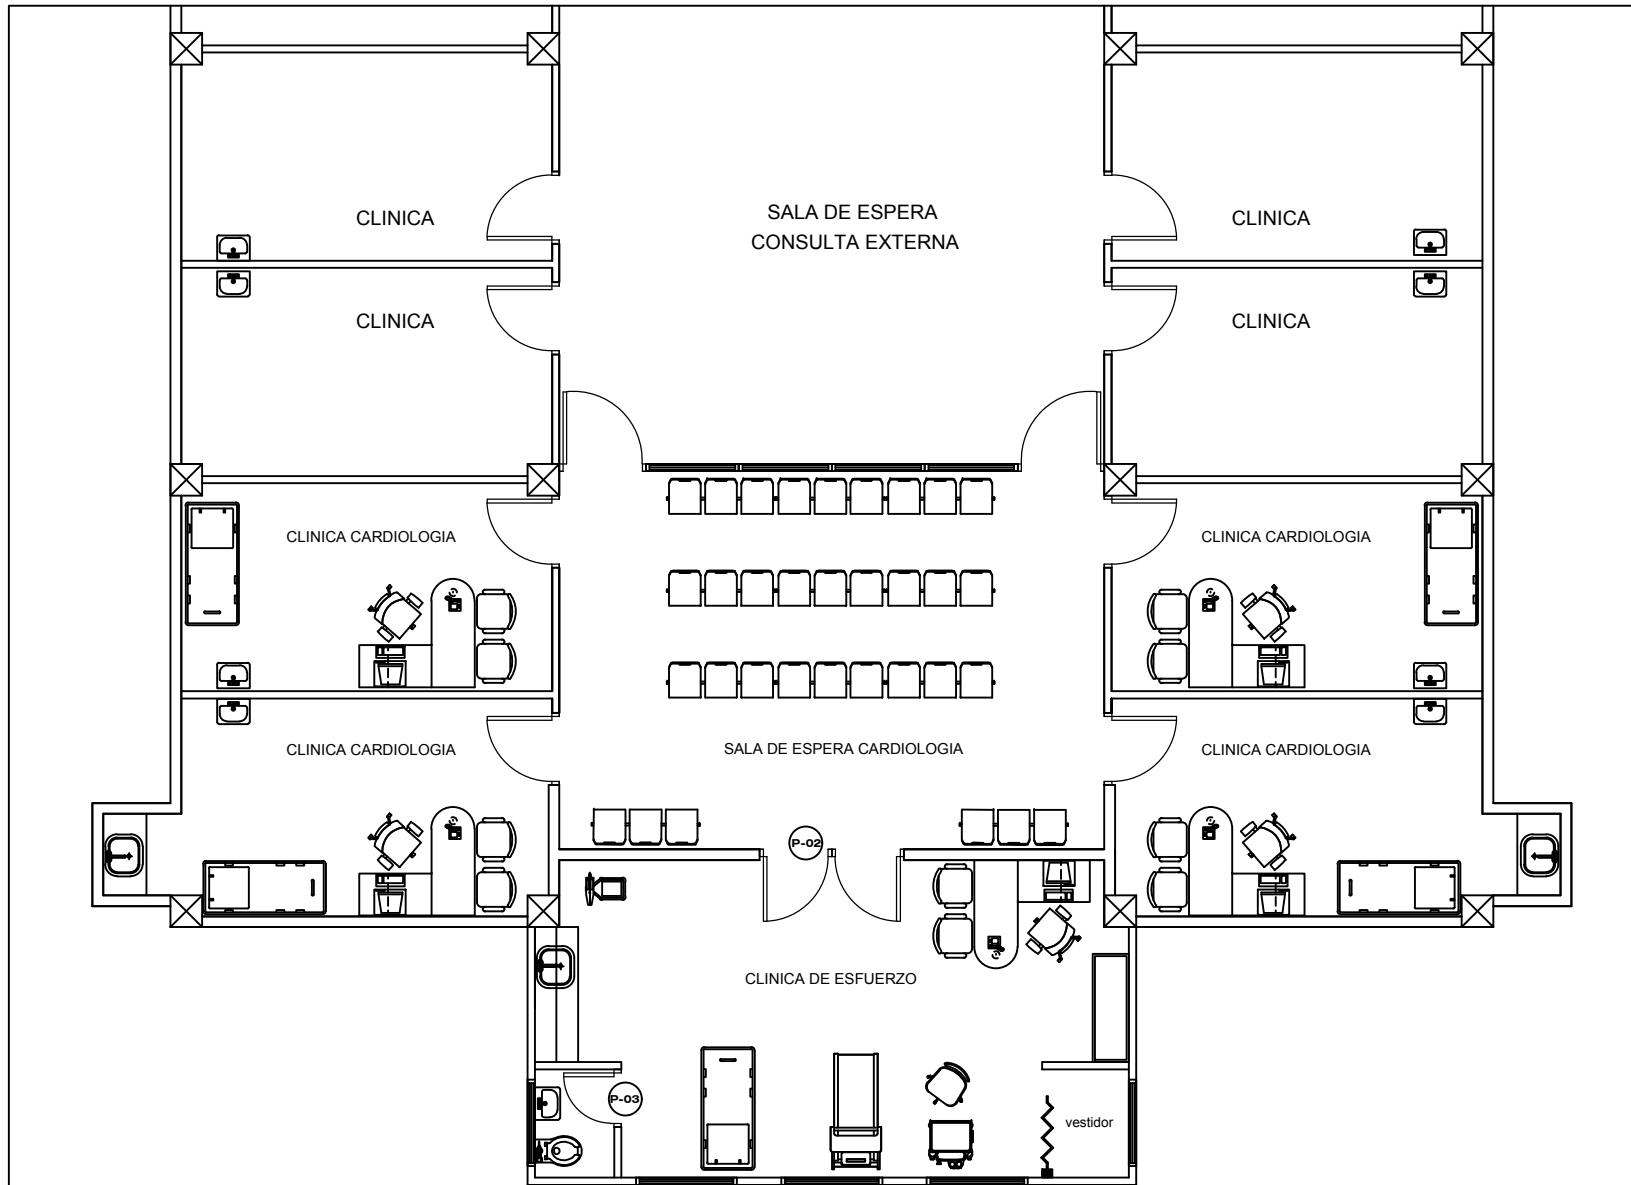 SALA DE ESPERA
CONSULTA EXTERNA
CLINICA
CLINICA
CLINICA
CLINICA
CLINICA CARDIOLOGIA
CLINICA CARDIOLOGIA
CLINICA CARDIOLOGIA
SALA DE ESPERA CARDIOLOGIA
CLINICA CARDIOLOGIA
P-02
CLINICA DE ESFUERZO
P-03
vestidor